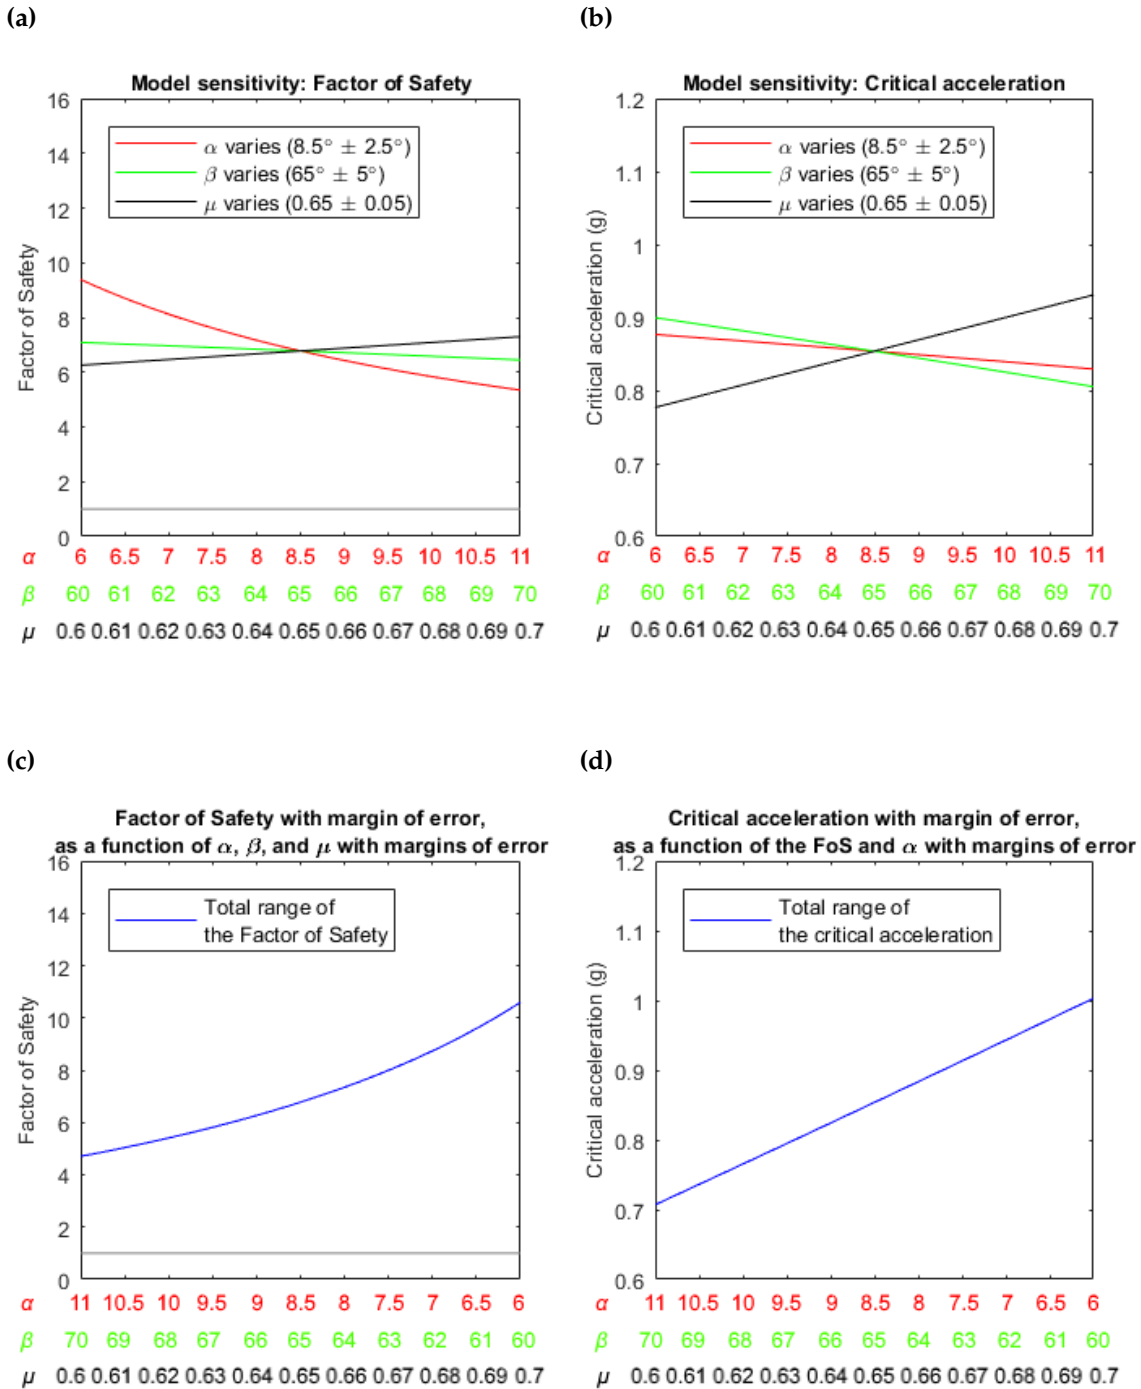 (a)
Model sensitivity: Factor of Safety
16
14
12
10
8
6
4
2
0
Factor of Safety
α varies (8.5° ± 2.5°)
β varies (65° ± 5°)
μ varies (0.65 ± 0.05)
α 6 6.5 7 7.5 8 8.5 9 9.5 10 10.5 11
β 60 61 62 63 64 65 66 67 68 69 70
μ 0.6 0.61 0.62 0.63 0.64 0.65 0.66 0.67 0.68 0.69 0.7
(b)
Model sensitivity: Critical acceleration
1.2
1.1
1
0.9
0.8
0.7
0.6
Critical acceleration (g)
α varies (8.5° ± 2.5°)
β varies (65° ± 5°)
μ varies (0.65 ± 0.05)
6 6.5 7 7.5 8 8.5 9 9.5 10 10.5 11
β 60 61 62 63 64 65 66 67 68 69 70
μ 0.6 0.61 0.62 0.63 0.64 0.65 0.66 0.67 0.68 0.69 0.7
(c)
Factor of Safety with margin of error,
as a function of α, β, and μ with margins of error
16
14
12
10
8
6
4
2
0
Factor of Safety
Total range of
the Factor of Safety
α 11 10.5 10 9.5 9 8.5 8 7.5 7 6.5 6
β 70 69 68 67 66 65 64 63 62 61 60
μ 0.6 0.61 0.62 0.63 0.64 0.65 0.66 0.67 0.68 0.69 0.7
(d)
Critical acceleration with margin of error,
as a function of the FoS and α with margins of error
1.2
1.1
1
0.9
0.8
0.7
0.6
Critical acceleration (g)
Total range of
the critical acceleration
α 11 10.5 10 9.5 9 8.5 8 7.5 7 6.5 6
β 70 69 68 67 66 65 64 63 62 61 60
μ 0.6 0.61 0.62 0.63 0.64 0.65 0.66 0.67 0.68 0.69 0.7